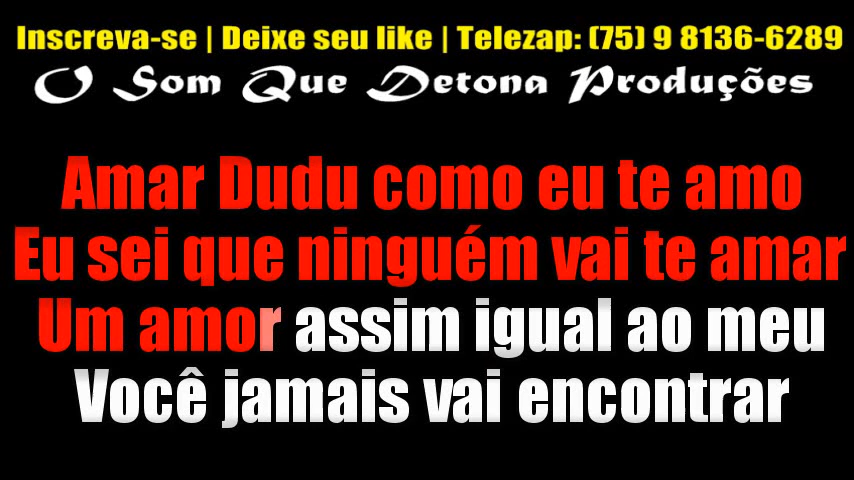 Inscreva-se | Deixe seu like | Telezap: (75) 9 8136-6289
O Som Que Detona Produções
Amar Dudu como eu te amo
Eu sei que ninguém vai te amar
Um amor assim igual ao meu
Você jamais vai encontrar